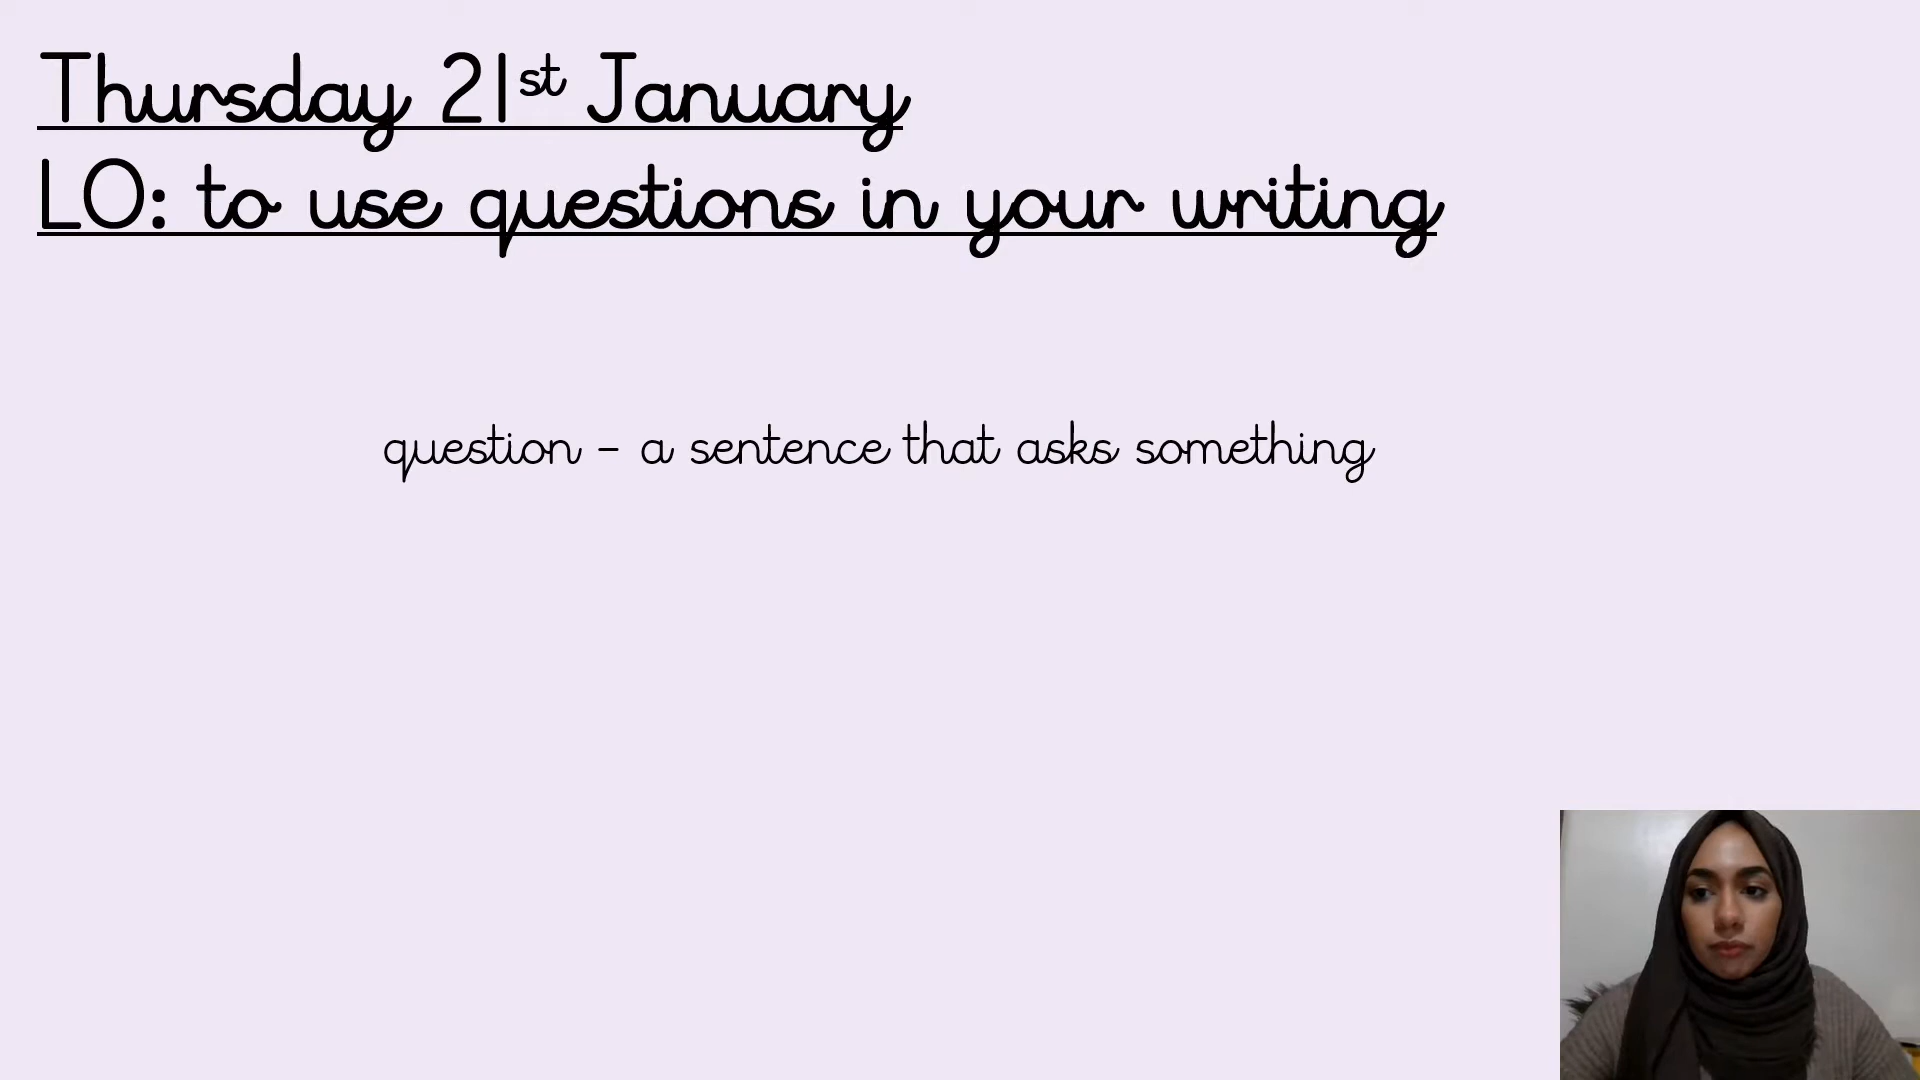 Thursday 21st January
LO: to use questions in your writing
question - a sentence that asks something